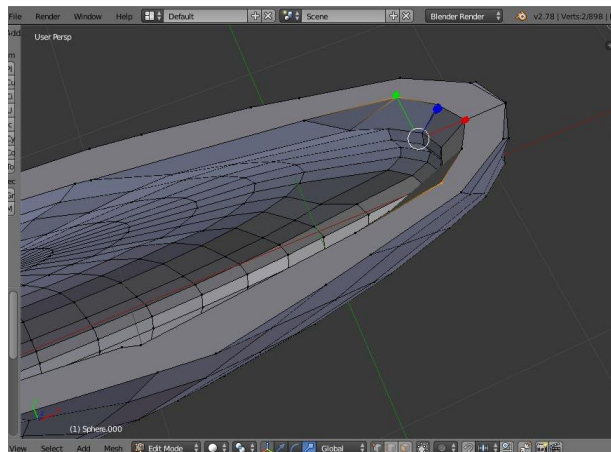 File Render Window Help Default Scene Blender Render v2.78 | Verts:2/898 |
Add
User Persp
(1) Sphere.000
View Select Add Mesh Edit Mode Global